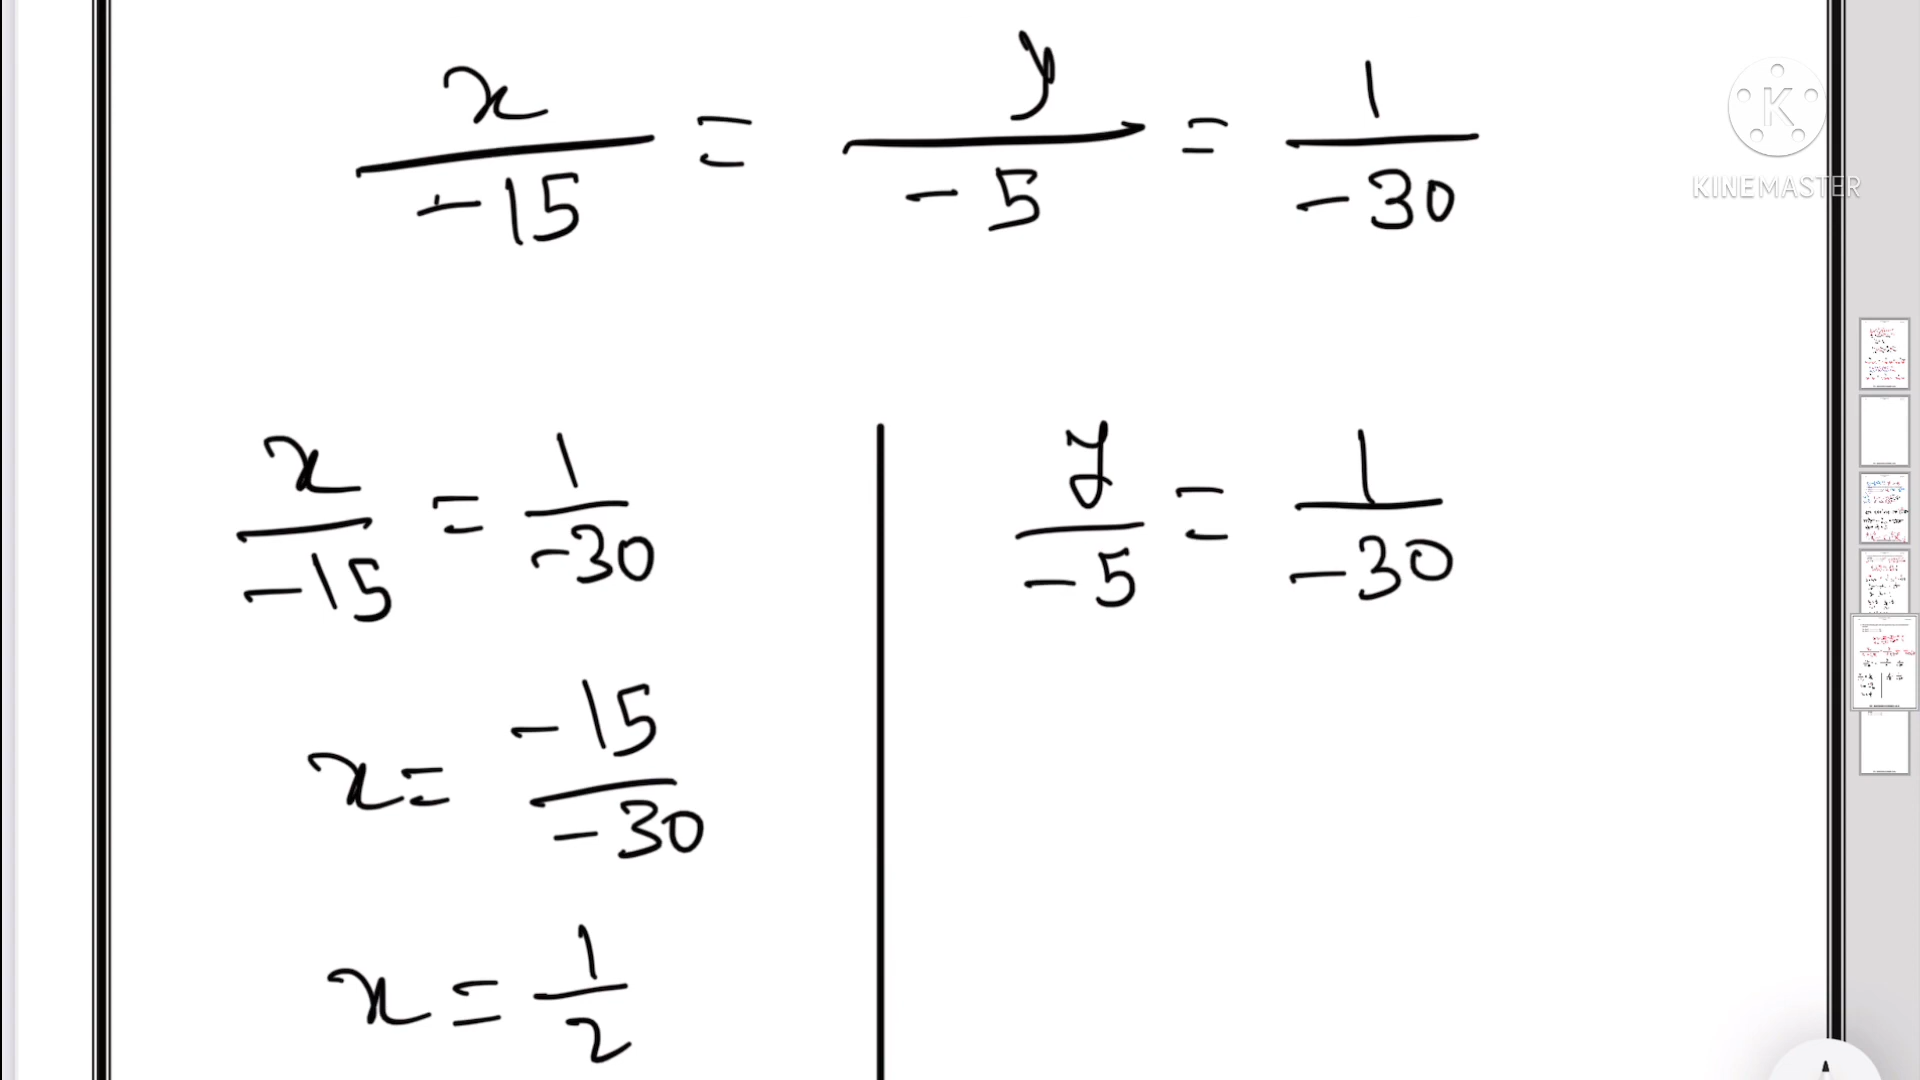 x/-15 = y/-5 = 1/-30
KINEMASTER
x/-15 = 1/-30
x = -15/-30
x = 1/2
y/-5 = 1/-30